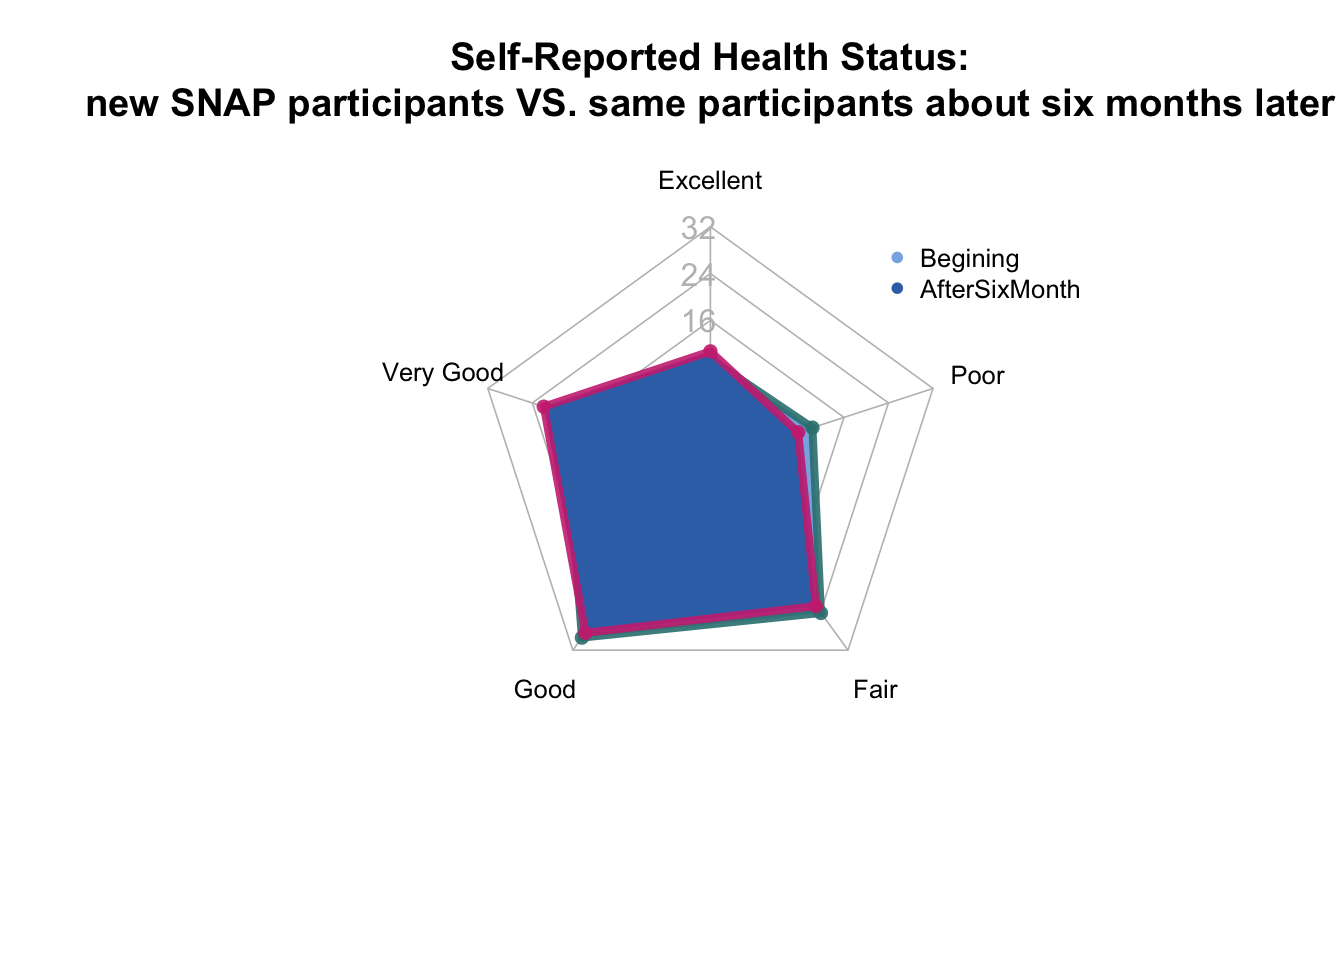 Self-Reported Health Status:
new SNAP participants VS. same participants about six months later
Excellent
32
24
16
Begining
AfterSixMonth
Very Good
Poor
Good
Fair